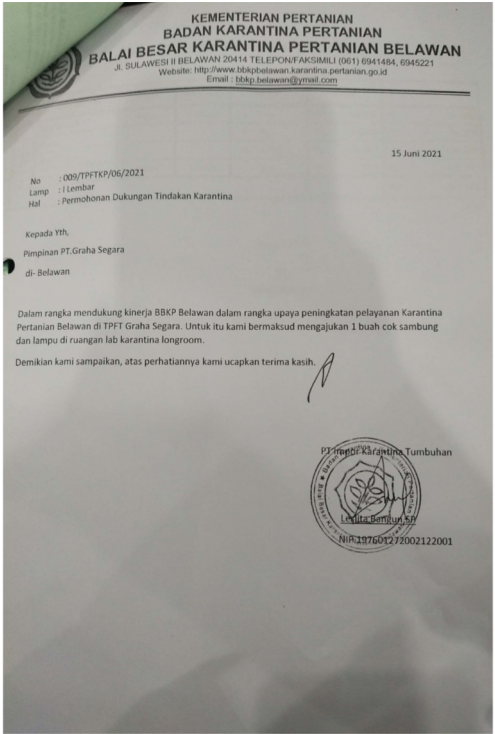 KEMENTERIAN PERTANIAN
BADAN KARANTINA PERTANIAN
BALAI BESAR KARANTINA PERTANIAN BELAWAN
JL. SULAWESI II BELAWAN 20414 TELEPON/FAKSIMILI (061) 6941484, 6945221
Website: http://www.bbkpbelawan.karantina.pertanian.go.id
Email : bbkp.belawan@ymail.com
15 Juni 2021
No : 009/TPFTKP/06/2021
Lamp : I Lembar
Hal : Permohonan Dukungan Tindakan Karantina
Kepada Yth,
Pimpinan PT.Graha Segara
di- Belawan
Dalam rangka mendukung kinerja BBKP Belawan dalam rangka upaya peningkatan pelayanan Karantina
Pertanian Belawan di TPFT Graha Segara. Untuk itu kami bermaksud mengajukan 1 buah cok sambung
dan lampu di ruangan lab karantina longroom.
Demikian kami sampaikan, atas perhatiannya kami ucapkan terima kasih.
Karantina Tumbuhan
NIP.197601272002122001